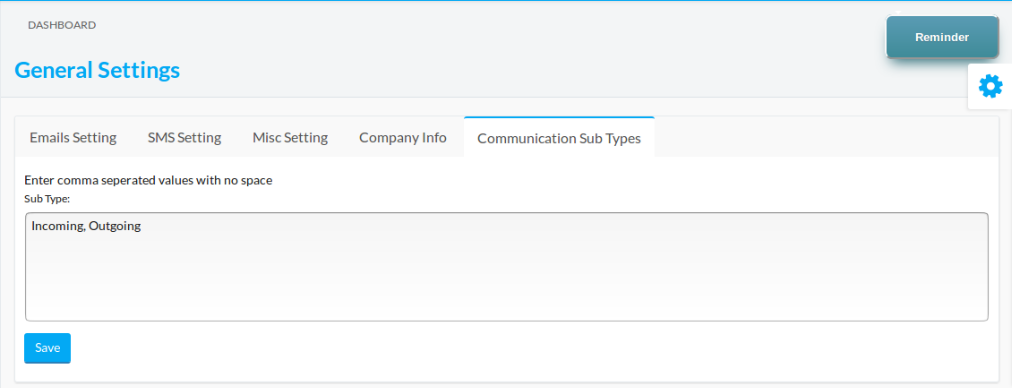 DASHBOARD
Reminder
General Settings
Emails Setting SMS Setting Misc Setting Company Info Communication Sub Types
Enter comma seperated values with no space
Sub Type:
Incoming, Outgoing
Save